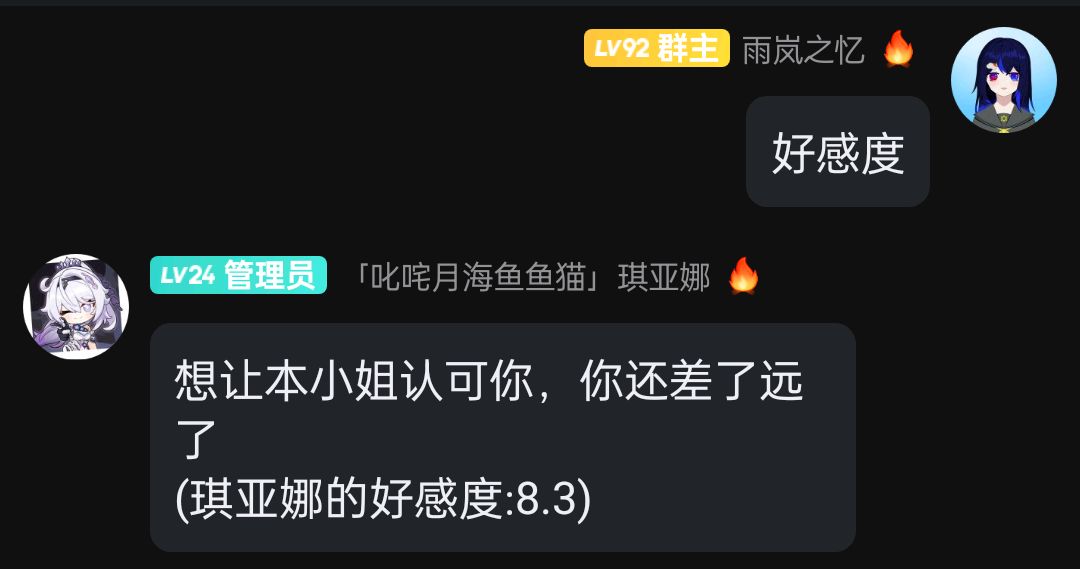 LV92 群主 雨岚之忆
好感度
LV24 管理员 「叱咤月海鱼鱼猫」琪亚娜
想让本小姐认可你，你还差了远
了
(琪亚娜的好感度:8.3)